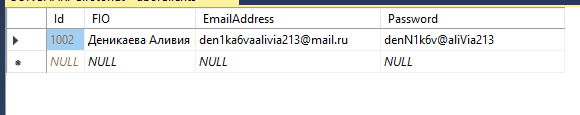 Id FIO EmailAddress Password
1002 Деникаева Аливия den1ka6vaalivia213@mail.ru denN1k6v@aliVia213
NULL NULL NULL NULL